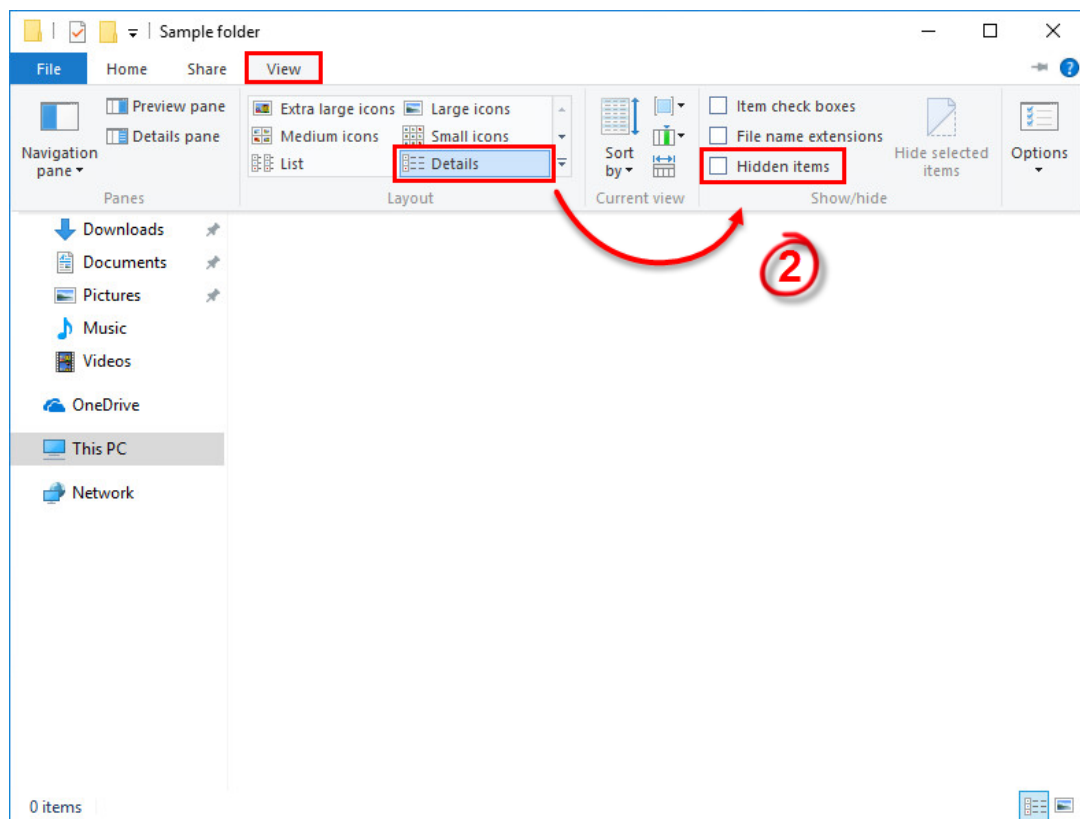 Sample folder
File Home Share View
Preview pane
Details pane
Navigation
pane
Panes
Extra large icons Large icons
Medium icons Small icons
List Details
Layout
Sort
by
Current view
Item check boxes
File name extensions
Hidden items
Hide selected
items
Show/hide
Options
2
Downloads
Documents
Pictures
Music
Videos
OneDrive
This PC
Network
0 items